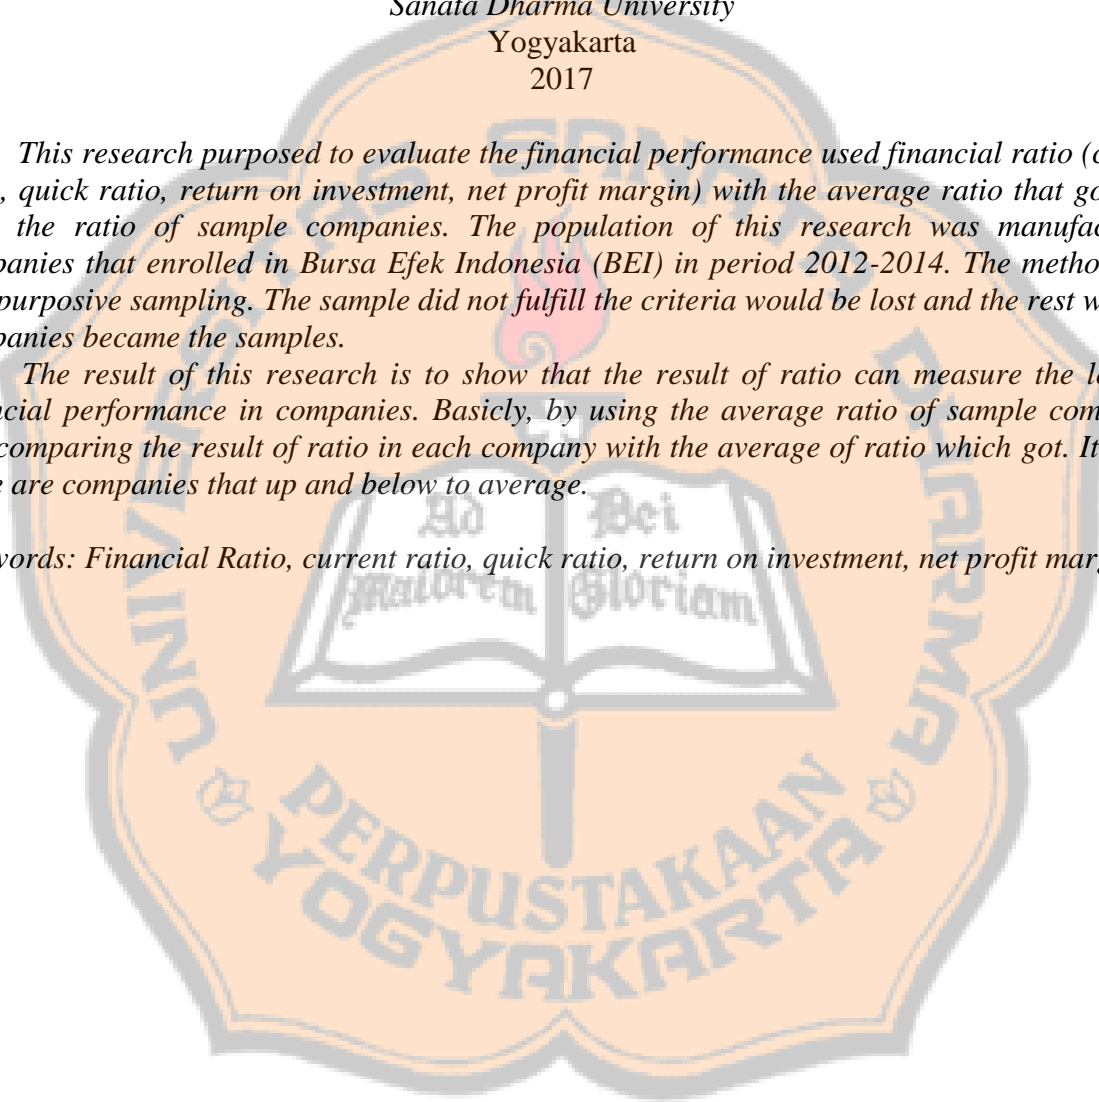 Sanata Dharma University
Yogyakarta
2017
This research purposed to evaluate the financial performance used financial ratio (c
, quick ratio, return on investment, net profit margin) with the average ratio that go
the ratio of sample companies. The population of this research was manufac
panies that enrolled in Bursa Efek Indonesia (BEI) in period 2012-2014. The metho
purposive sampling. The sample did not fulfill the criteria would be lost and the rest w
panies became the samples.
The result of this research is to show that the result of ratio can measure the l
ncial performance in companies. Basicly, by using the average ratio of sample com
comparing the result of ratio in each company with the average of ratio which got. It
e are companies that up and below to average.
words: Financial Ratio, current ratio, quick ratio, return on investment, net profit mar
UNIVERSITAS SANATA DHARMA
Ad Dei
Maiorem Gloriam
PERPUSTAKAAN
YOGYAKARTA